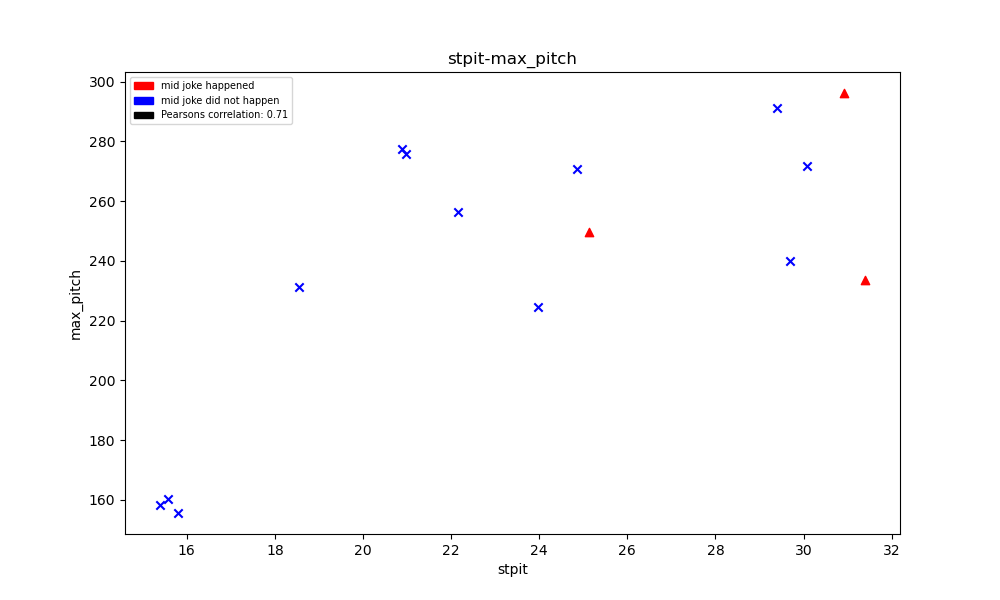 stpit-max_pitch
mid joke happened
mid joke did not happen
Pearsons correlation: 0.71
300
280
260
240
220
200
180
160
max_pitch
16 18 20 22 24 26 28 30 32
stpit